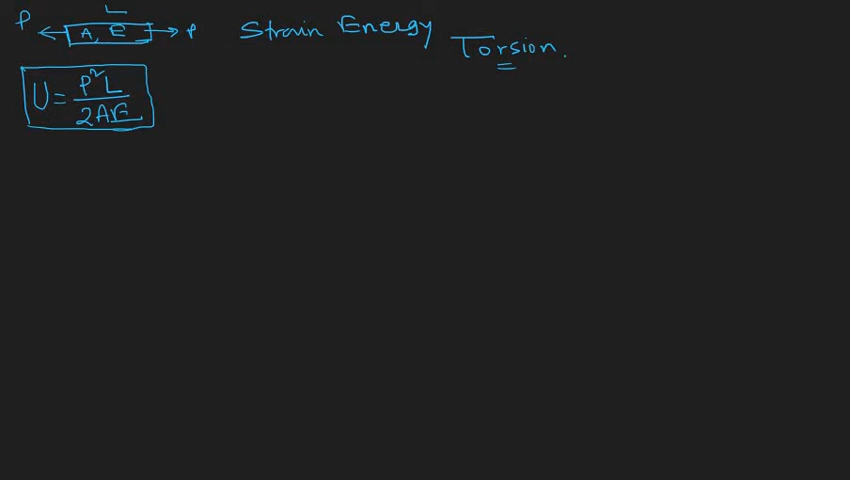 L
P A, E P
Strain Energy
Torsion.
U = P²L / 2AE